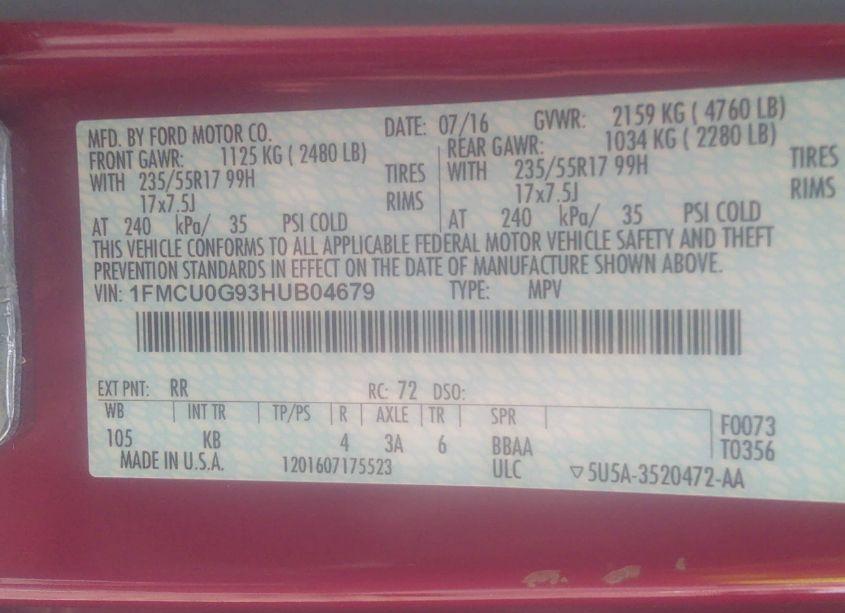 MFD. BY FORD MOTOR CO. DATE: 07/16 GVWR: 2159 KG ( 4760 LB)
FRONT GAWR: 1125 KG ( 2480 LB) REAR GAWR: 1034 KG ( 2280 LB)
WITH 235/55R17 99H TIRES WITH 235/55R17 99H TIRES
17x7.5J RIMS 17x7.5J RIMS
AT 240 kPa/ 35 PSI COLD AT 240 kPa/ 35 PSI COLD
THIS VEHICLE CONFORMS TO ALL APPLICABLE FEDERAL MOTOR VEHICLE SAFETY AND THEFT
PREVENTION STANDARDS IN EFFECT ON THE DATE OF MANUFACTURE SHOWN ABOVE.
VIN: 1FMCU0G93HUB04679 TYPE: MPV
EXT PNT: RR RC: 72 DSO:
WB INT TR TP/PS R AXLE TR SPR F0073
105 KB 4 3A 6 BBAA T0356
MADE IN U.S.A. 1201607175523 ULC ▽5U5A-3520472-AA